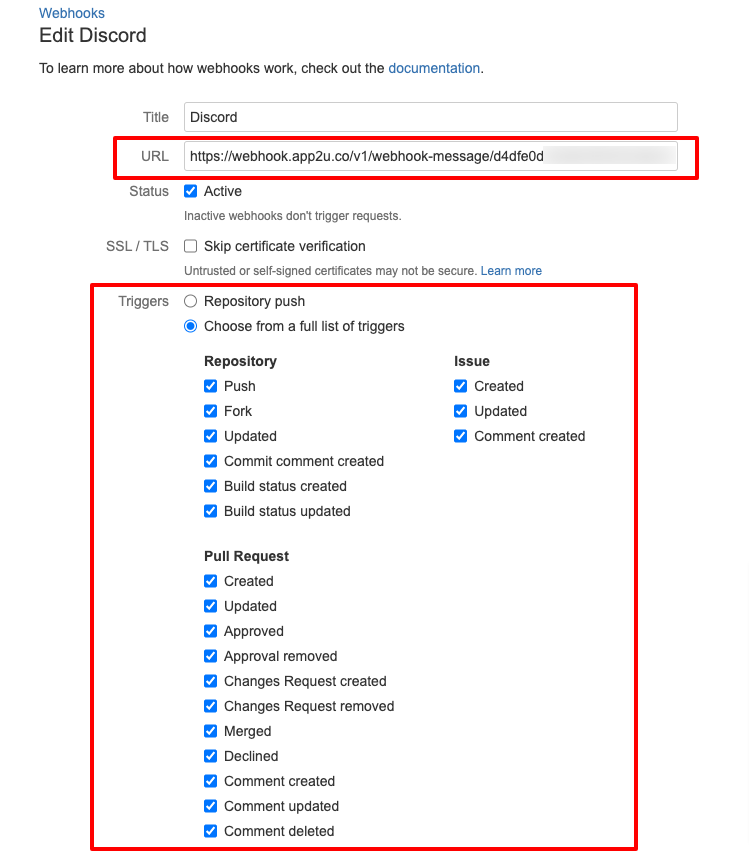 Webhooks
Edit Discord
To learn more about how webhooks work, check out the documentation.
Title Discord
URL https://webhook.app2u.co/v1/webhook-message/d4dfe0d
Status Active
Inactive webhooks don't trigger requests.
SSL / TLS Skip certificate verification
Untrusted or self-signed certificates may not be secure. Learn more
Triggers Repository push
Choose from a full list of triggers
Repository
Push
Fork
Updated
Commit comment created
Build status created
Build status updated
Issue
Created
Updated
Comment created
Pull Request
Created
Updated
Approved
Approval removed
Changes Request created
Changes Request removed
Merged
Declined
Comment created
Comment updated
Comment deleted